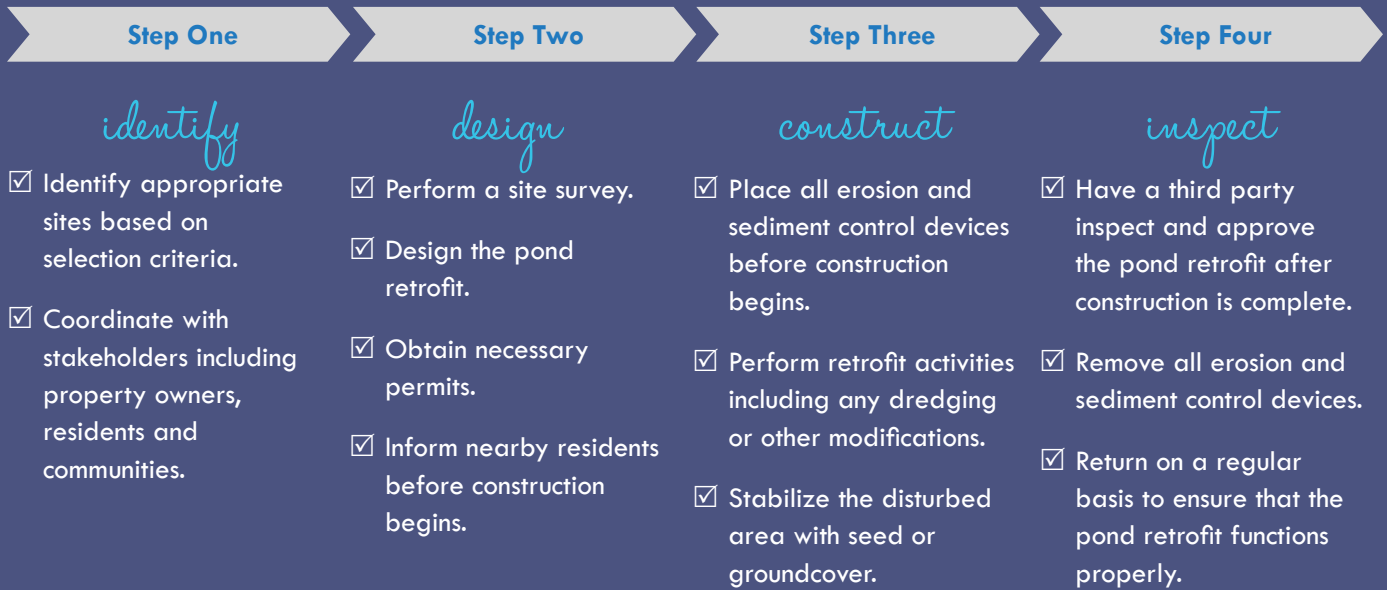 Step One
Step Two
Step Three
Step Four
identify
☑ Identify appropriate
sites based on
selection criteria.
☑ Coordinate with
stakeholders including
property owners,
residents and
communities.
design
☑ Perform a site survey.
☑ Design the pond
retrofit.
☑ Obtain necessary
permits.
☑ Inform nearby residents
before construction
begins.
construct
☑ Place all erosion and
sediment control devices
before construction
begins.
☑ Perform retrofit activities
including any dredging
or other modifications.
☑ Stabilize the disturbed
area with seed or
groundcover.
inspect
☑ Have a third party
inspect and approve
the pond retrofit after
construction is complete.
☑ Remove all erosion and
sediment control devices.
☑ Return on a regular
basis to ensure that the
pond retrofit functions
properly.